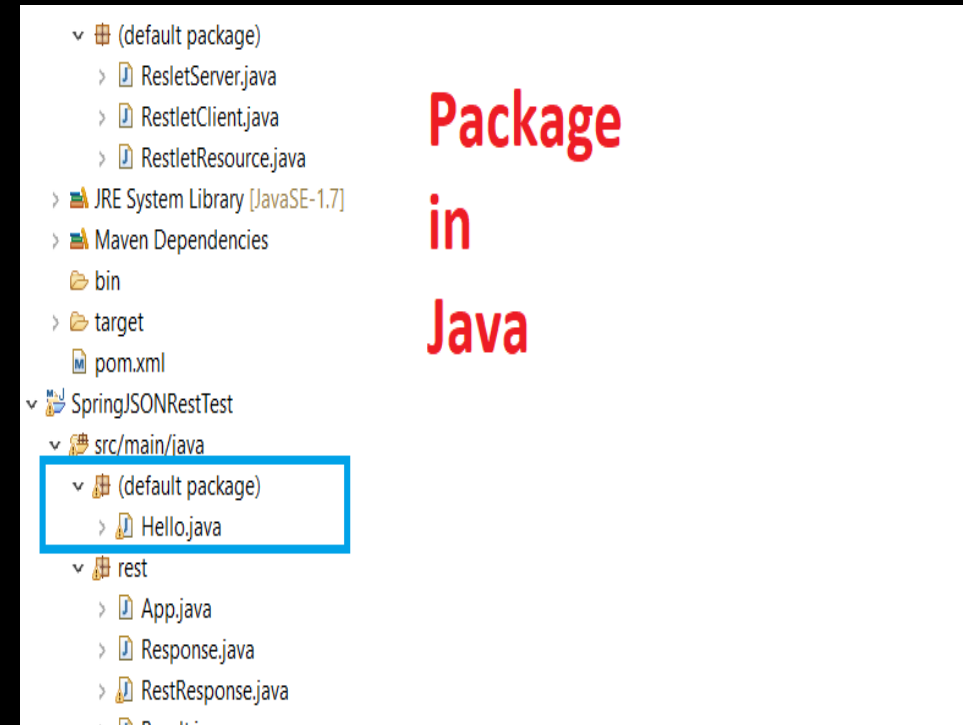 (default package)
ResletServer.java
RestletClient.java
RestletResource.java
JRE System Library [JavaSE-1.7]
Maven Dependencies
bin
target
pom.xml
SpringJSONRestTest
src/main/java
(default package)
Hello.java
rest
App.java
Response.java
RestResponse.java
Package
in
Java